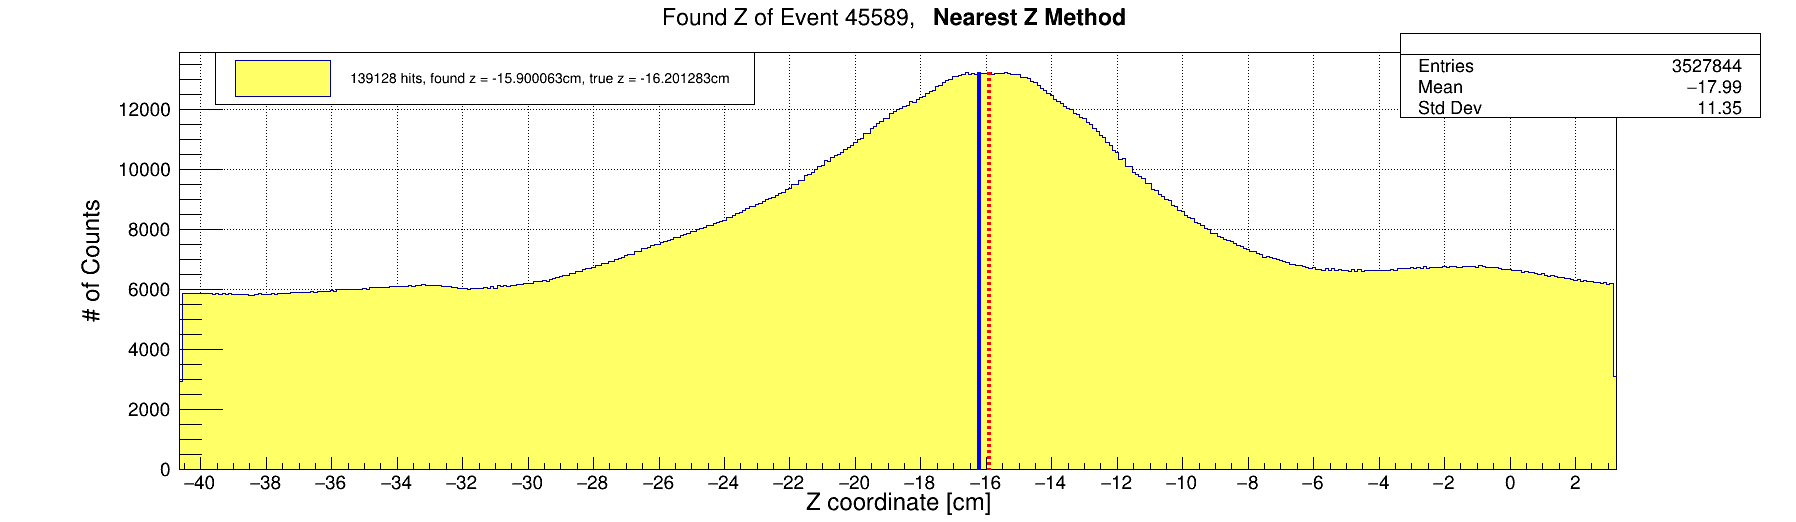 Found Z of Event 45589, Nearest Z Method
139128 hits, found z = -15.900063cm, true z = -16.201283cm
Entries 3527844
Mean −17.99
Std Dev 11.35
# of Counts
12000
10000
8000
6000
4000
2000
0
−40 −38 −36 −34 −32 −30 −28 −26 −24 −22 −20 −18 −16 −14 −12 −10 −8 −6 −4 −2 0 2
Z coordinate [cm]